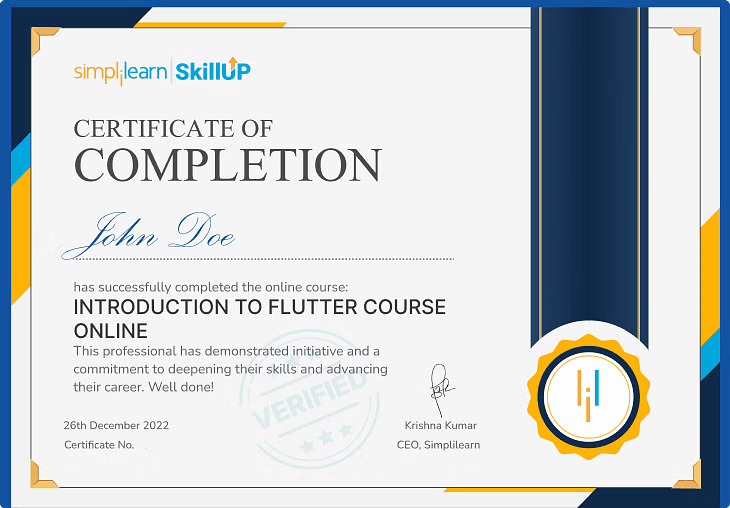 simplilearn | SkillUP
CERTIFICATE OF
COMPLETION
John Doe
has successfully completed the online course:
INTRODUCTION TO FLUTTER COURSE
ONLINE
This professional has demonstrated initiative and a
commitment to deepening their skills and advancing
their career. Well done!
VERIFIED
26th December 2022
Krishna Kumar
Certificate No.
CEO, Simplilearn